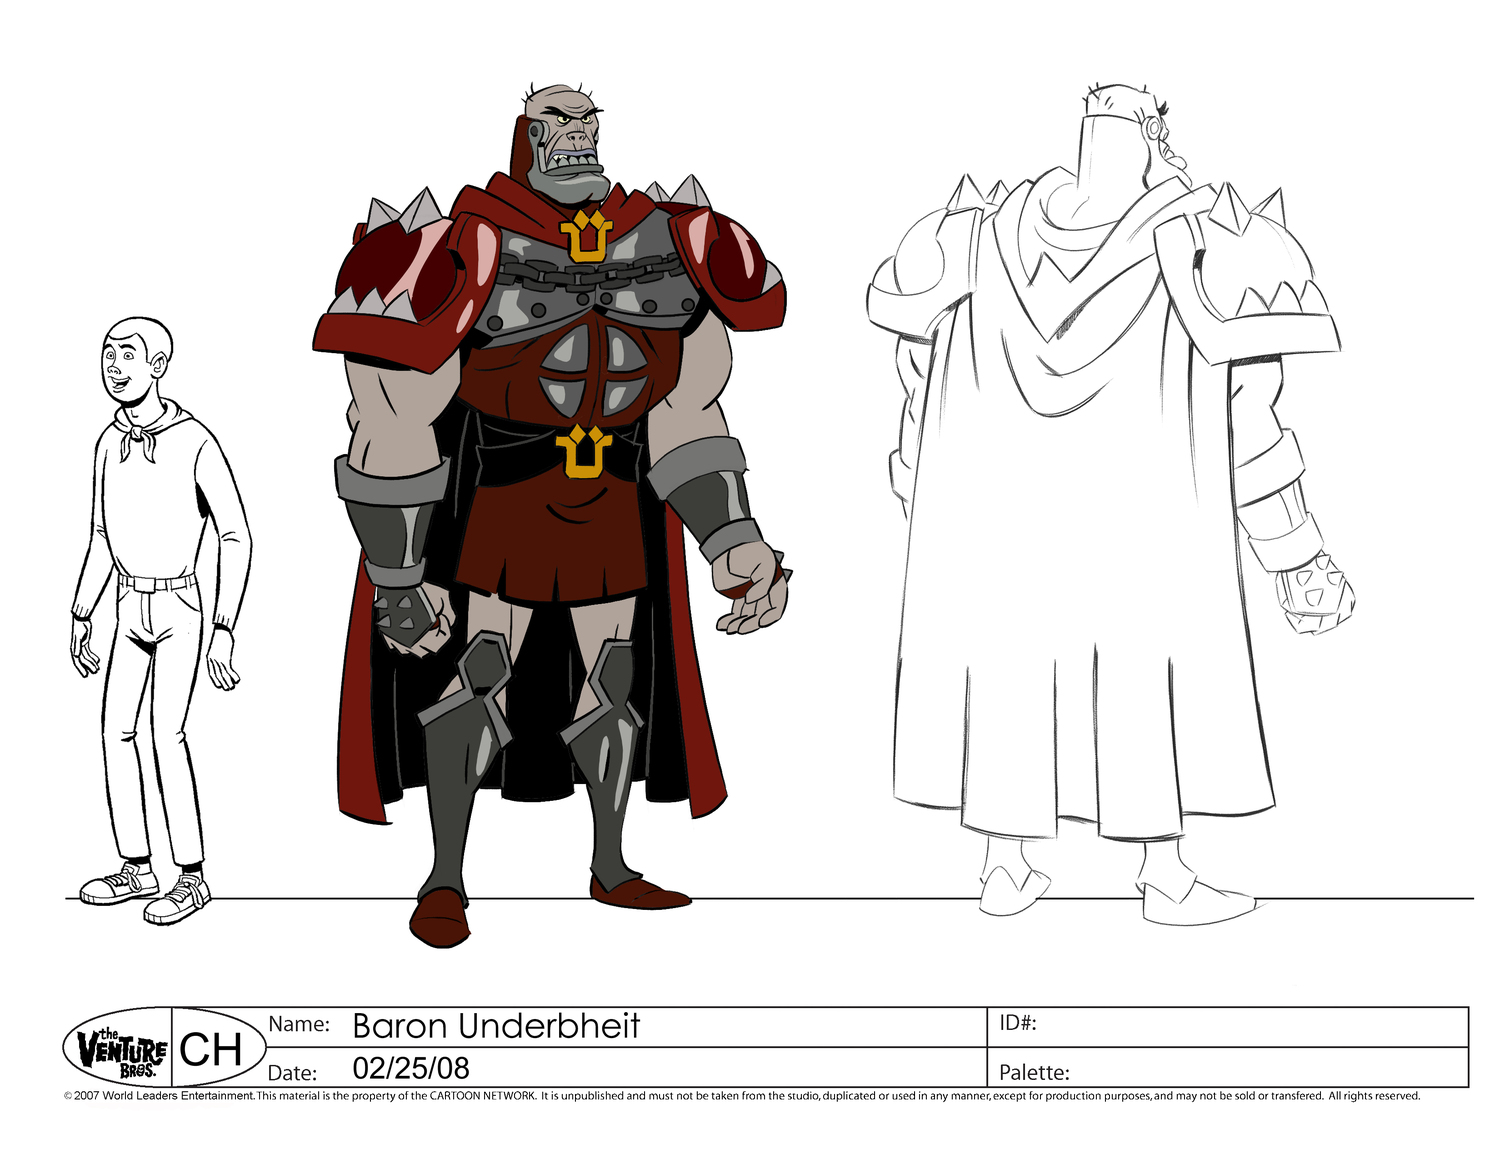 the
VENTURE
BROS.
CH
Name: Baron Underbheit
Date: 02/25/08
ID#:
Palette:
© 2007 World Leaders Entertainment. This material is the property of the CARTOON NETWORK. It is unpublished and must not be taken from the studio, duplicated or used in any manner, except for production purposes, and may not be sold or transfered. All rights reserved.